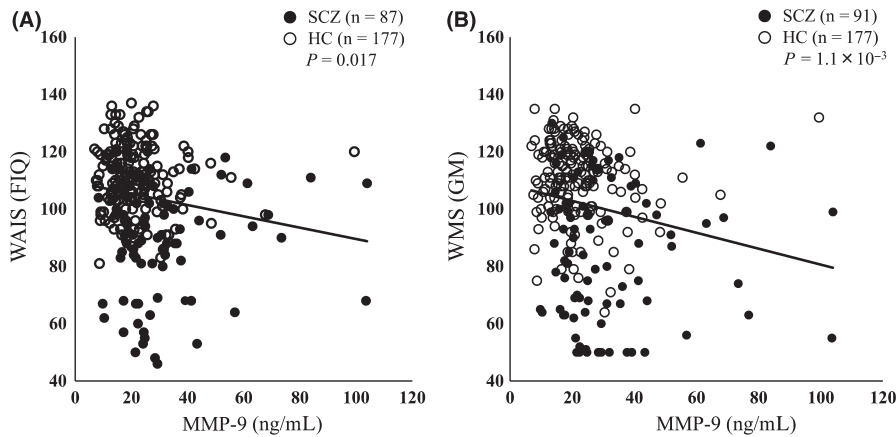 (A)
● SCZ (n = 87)
○ HC (n = 177)
P = 0.017
160
140
120
100
80
60
40
WAIS (FIQ)
0 20 40 60 80 100 120
MMP-9 (ng/mL)
(B)
● SCZ (n = 91)
○ HC (n = 177)
P = 1.1 × 10⁻³
160
140
120
100
80
60
40
WMS (GM)
0 20 40 60 80 100 120
MMP-9 (ng/mL)